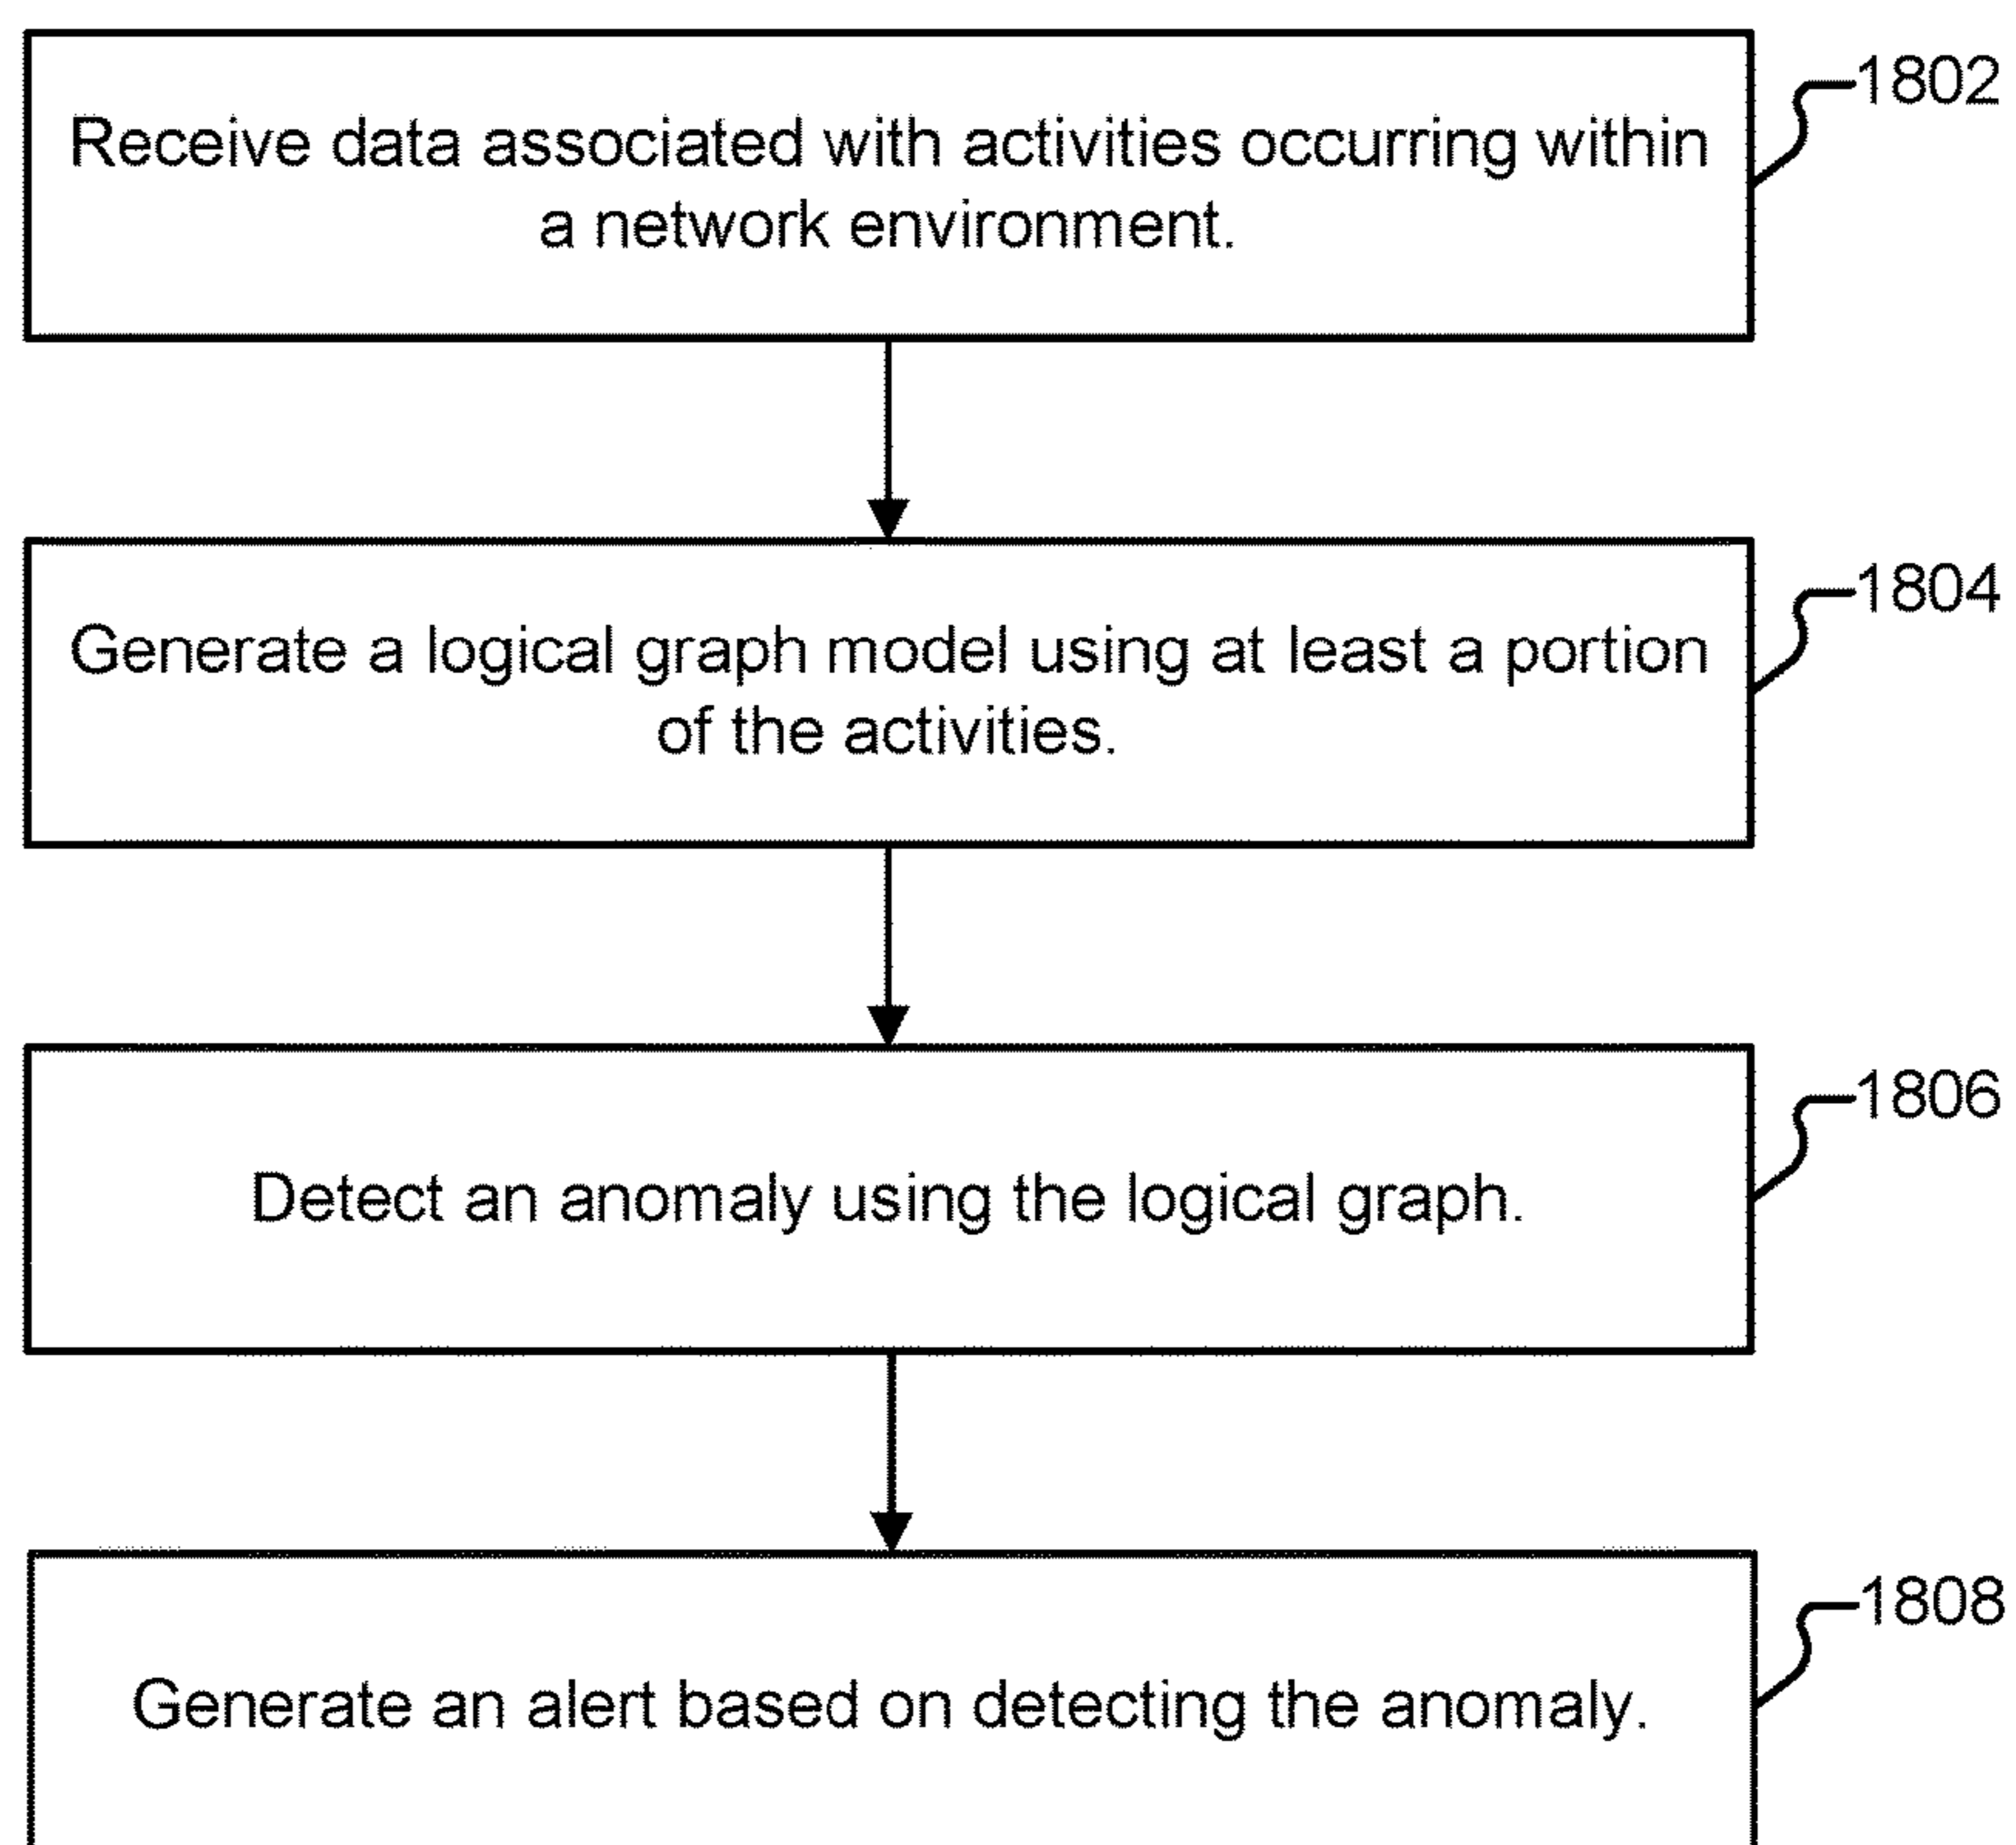 1802
Receive data associated with activities occurring within
a network environment.
1804
Generate a logical graph model using at least a portion
of the activities.
1806
Detect an anomaly using the logical graph.
1808
Generate an alert based on detecting the anomaly.